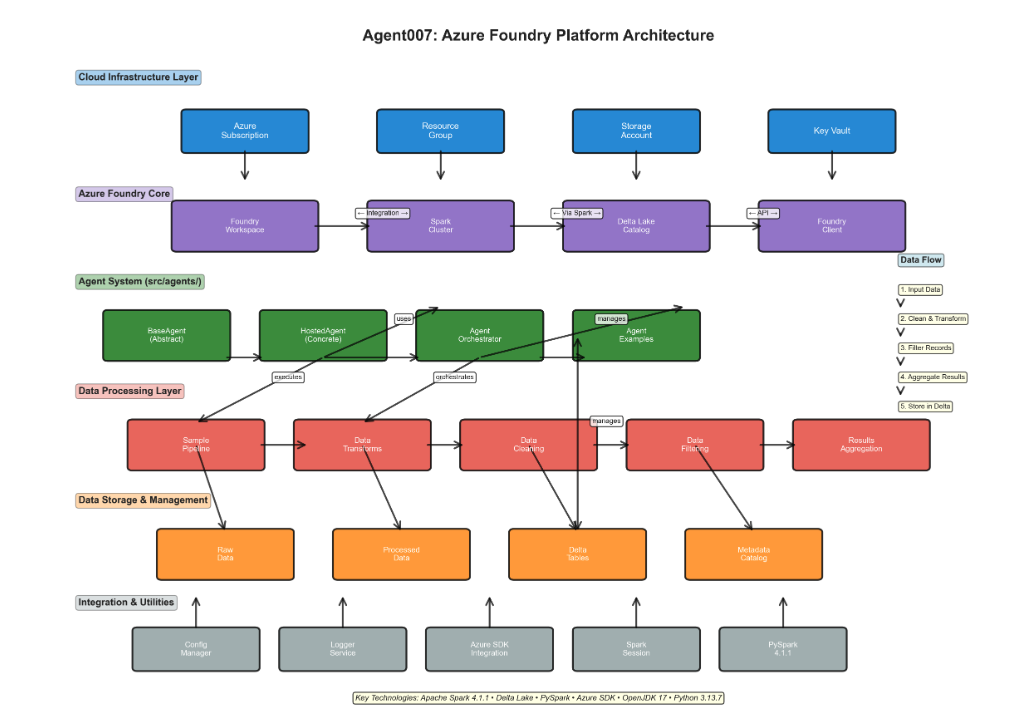 Agent007: Azure Foundry Platform Architecture
Cloud Infrastructure Layer
Azure
Subscription
Resource
Group
Storage
Account
Key Vault
Azure Foundry Core
Foundry
Workspace
← Integration →
Spark
Cluster
← Via Spark →
Delta Lake
Catalog
← API →
Foundry
Client
Data Flow
1. Input Data
2. Clean & Transform
3. Filter Records
4. Aggregate Results
5. Store in Delta
Agent System (src/agents/)
BaseAgent
(Abstract)
HostedAgent
(Concrete)
uses
Agent
Orchestrator
manages
Agent
Examples
executes
orchestrates
Data Processing Layer
manages
Sample
Pipeline
Data
Transforms
Data
Cleaning
Data
Filtering
Results
Aggregation
Data Storage & Management
Raw
Data
Processed
Data
Delta
Tables
Metadata
Catalog
Integration & Utilities
Config
Manager
Logger
Service
Azure SDK
Integration
Spark
Session
PySpark
4.1.1
Key Technologies: Apache Spark 4.1.1 • Delta Lake • PySpark • Azure SDK • OpenJDK 17 • Python 3.13.7